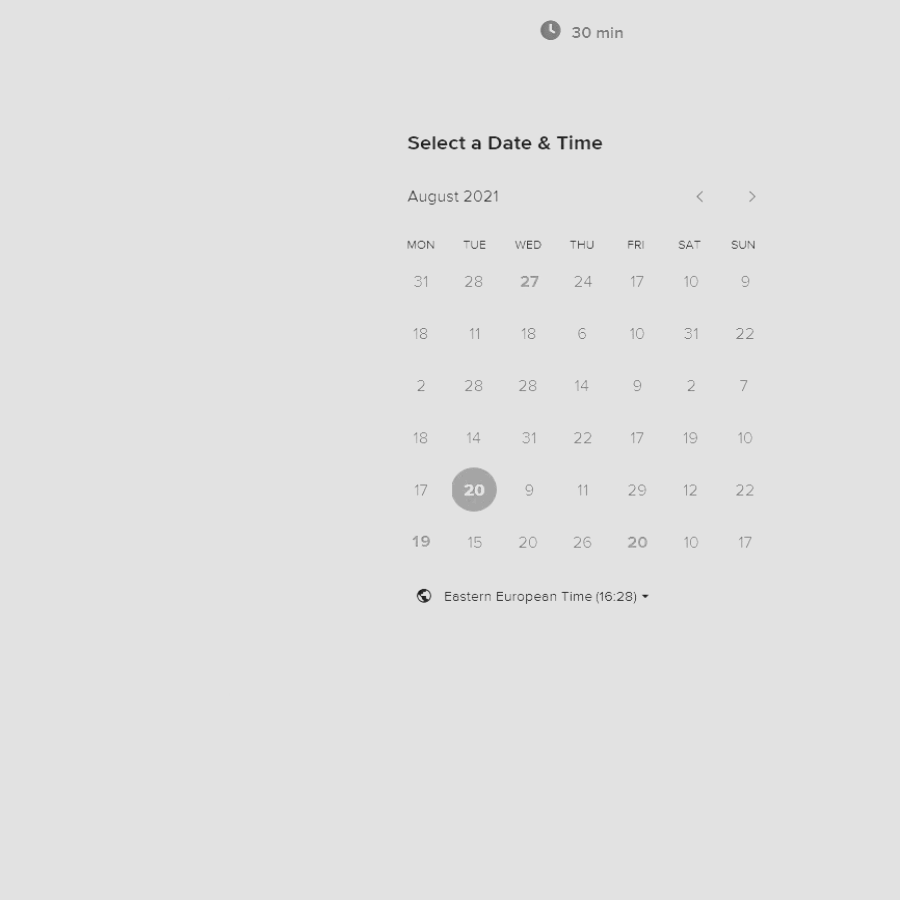 30 min
Select a Date & Time
August 2021
MON TUE WED THU FRI SAT SUN
31 28 27 24 17 10 9
18 11 18 6 10 31 22
2 28 28 14 9 2 7
18 14 31 22 17 19 10
17 20 9 11 29 12 22
19 15 20 26 20 10 17
Eastern European Time (16:28)